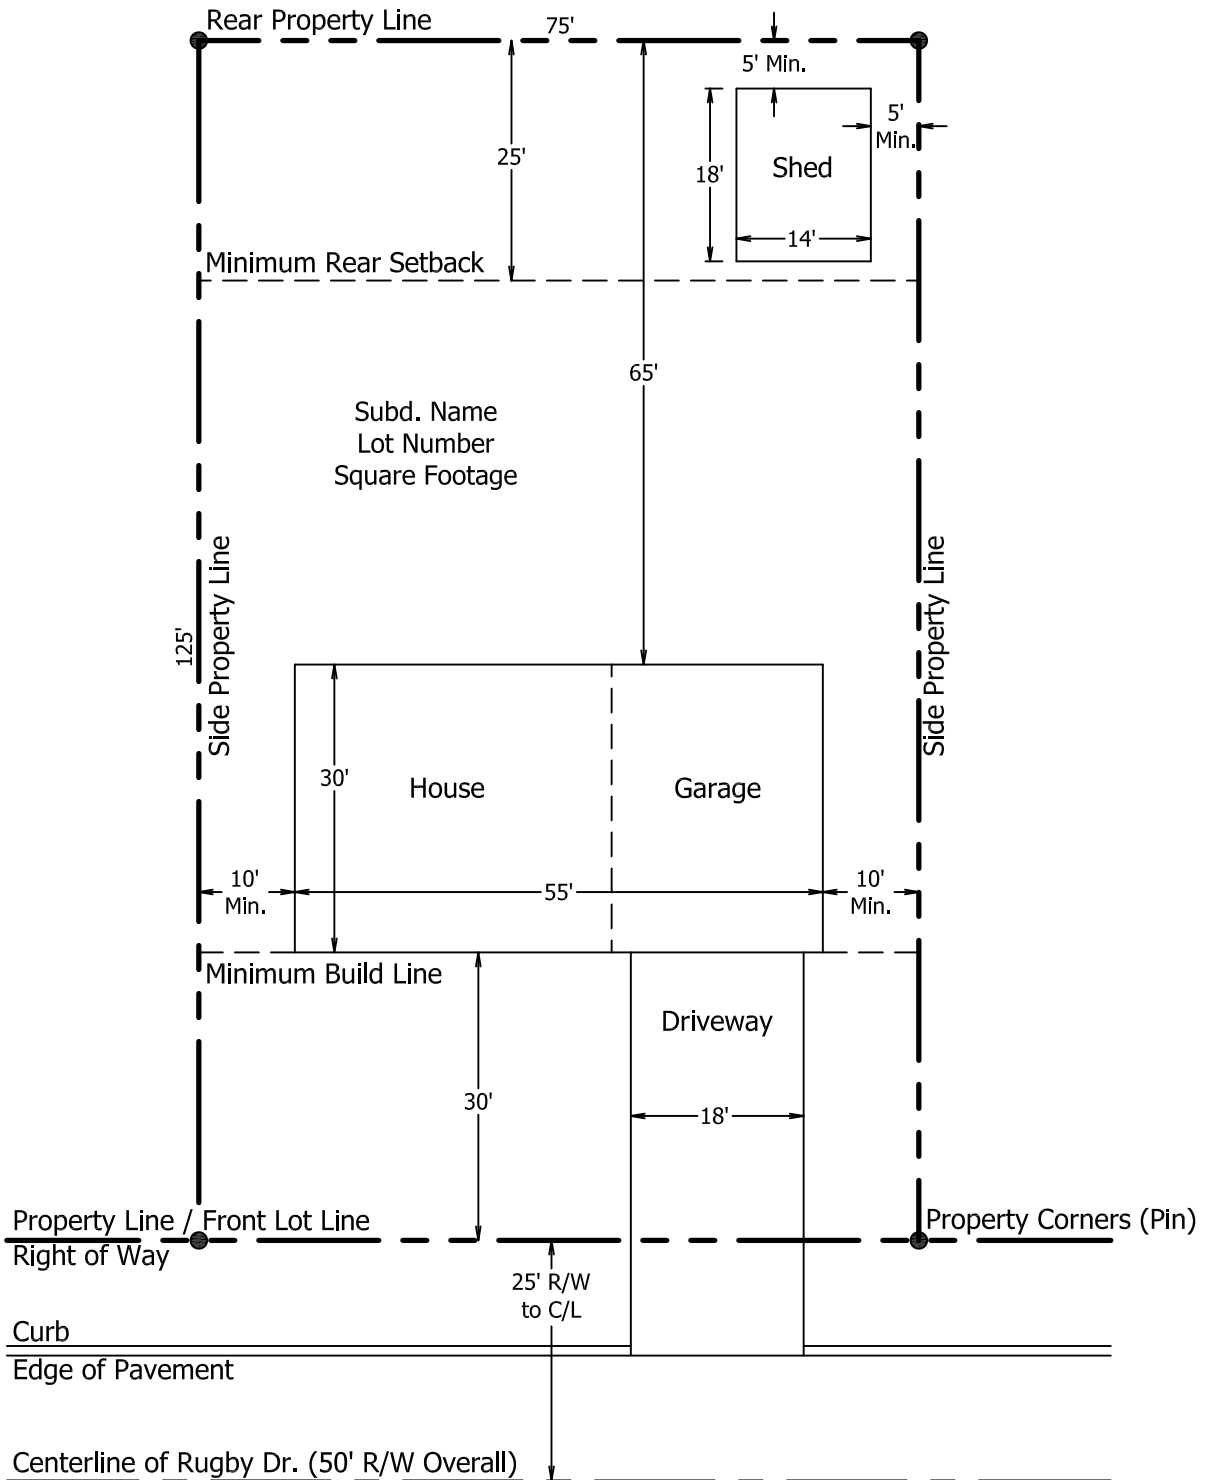 Rear Property Line
75'
5' Min.
5'
Min.
25'
18'
Shed
14'
Minimum Rear Setback
65'
Subd. Name
Lot Number
Square Footage
125'
Side Property Line
Side Property Line
30'
House
Garage
10'
Min.
55'
10'
Min.
Minimum Build Line
Driveway
30'
18'
Property Line / Front Lot Line
Property Corners (Pin)
Right of Way
25' R/W
to C/L
Curb
Edge of Pavement
Centerline of Rugby Dr. (50' R/W Overall)